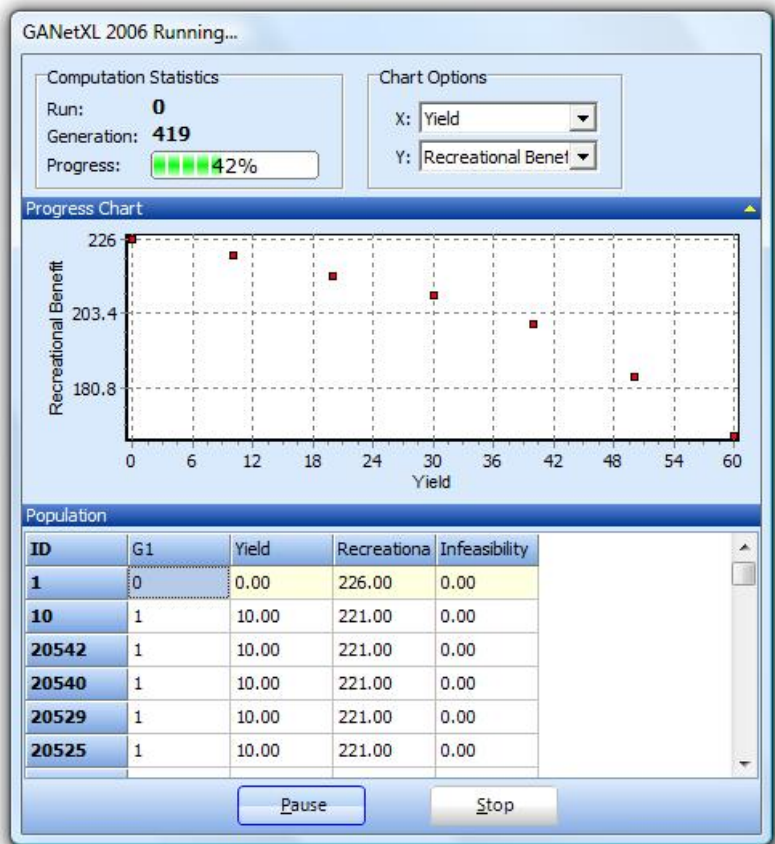 GANetXL 2006 Running...
Computation Statistics
Run: 0
Generation: 419
Progress: 42%
Chart Options
X: Yield
Y: Recreational Benef
Progress Chart
226
203.4
180.8
Recreational Benefit
0 6 12 18 24 30 36 42 48 54 60
Yield
Population
ID G1 Yield Recreationa Infeasibility
1 0 0.00 226.00 0.00
10 1 10.00 221.00 0.00
20542 1 10.00 221.00 0.00
20540 1 10.00 221.00 0.00
20529 1 10.00 221.00 0.00
20525 1 10.00 221.00 0.00
Pause Stop